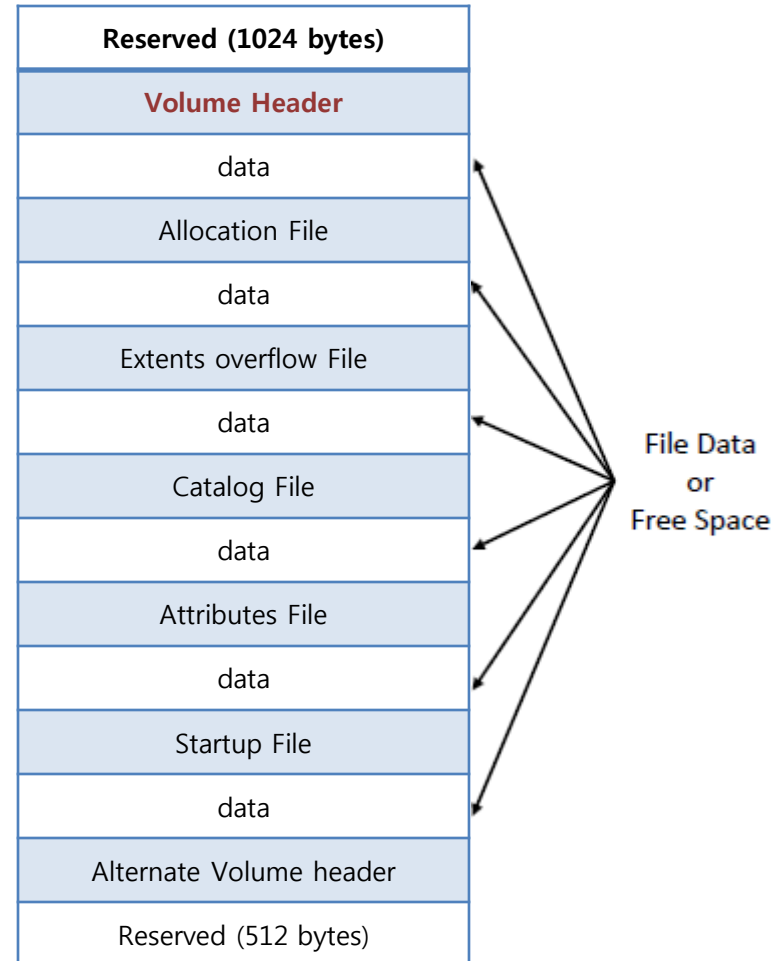 Reserved (1024 bytes)
Volume Header
data
Allocation File
data
Extents overflow File
data
Catalog File
data
Attributes File
data
Startup File
data
Alternate Volume header
Reserved (512 bytes)
File Data
or
Free Space